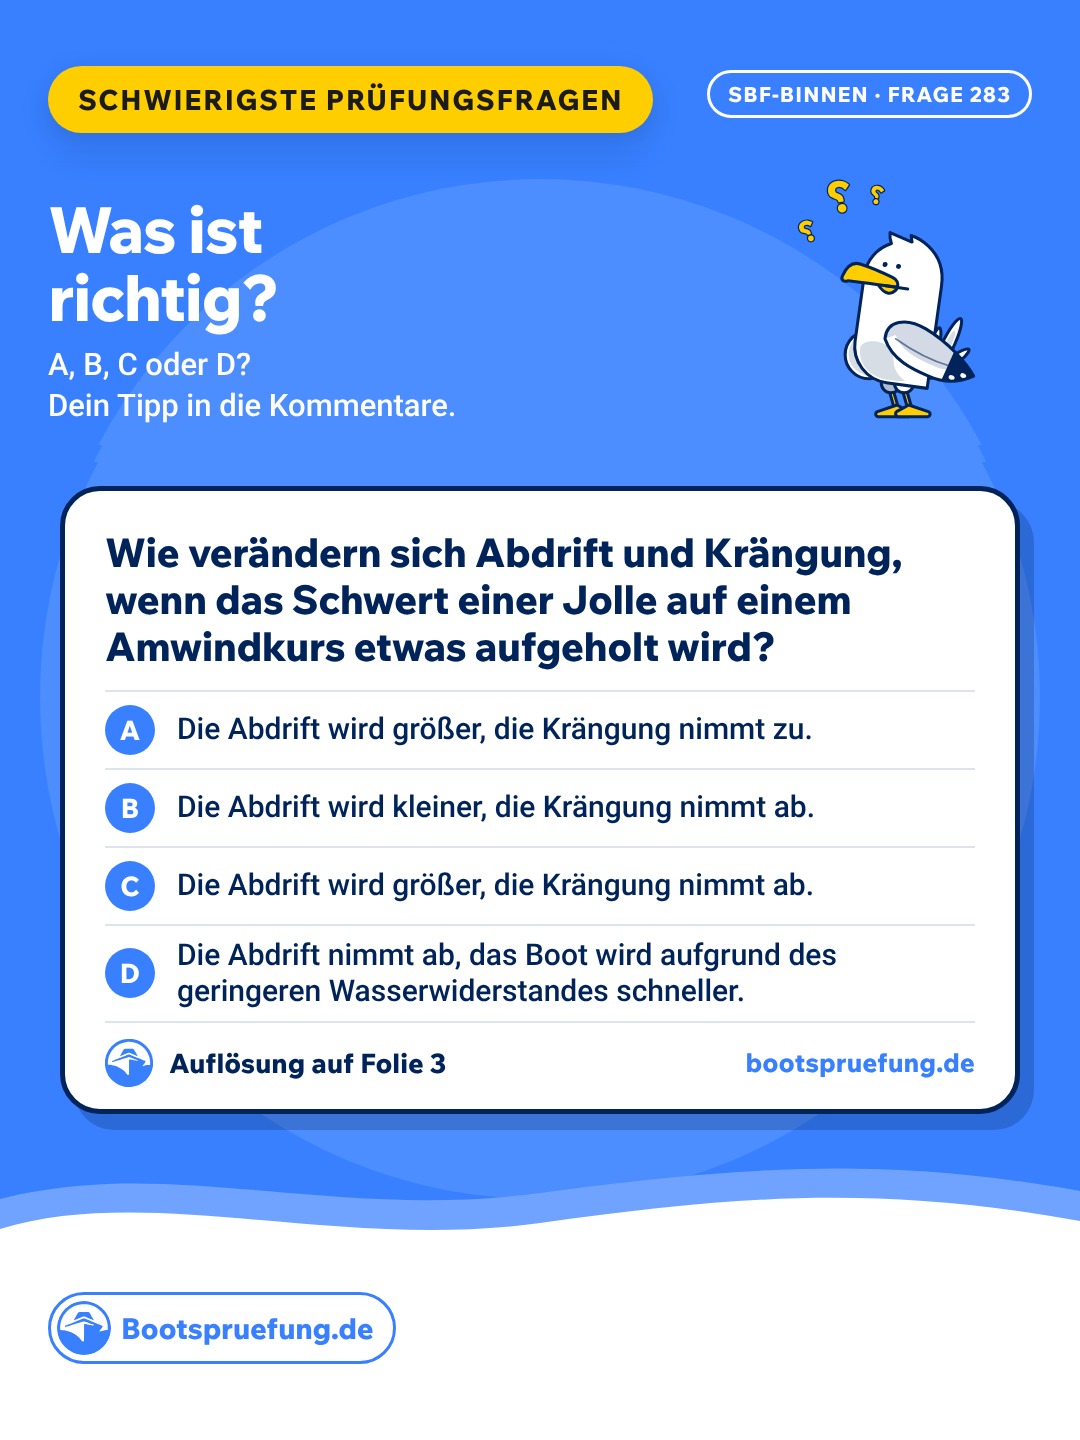 SCHWIERIGSTE PRÜFUNGSFRAGEN
SBF-BINNEN · FRAGE 283
Was ist
richtig?
A, B, C oder D?
Dein Tipp in die Kommentare.
? ? ?
Wie verändern sich Abdrift und Krängung,
wenn das Schwert einer Jolle auf einem
Amwindkurs etwas aufgeholt wird?
A Die Abdrift wird größer, die Krängung nimmt zu.
B Die Abdrift wird kleiner, die Krängung nimmt ab.
C Die Abdrift wird größer, die Krängung nimmt ab.
D Die Abdrift nimmt ab, das Boot wird aufgrund des
geringeren Wasserwiderstandes schneller.
Auflösung auf Folie 3
bootspruefung.de
Bootspruefung.de